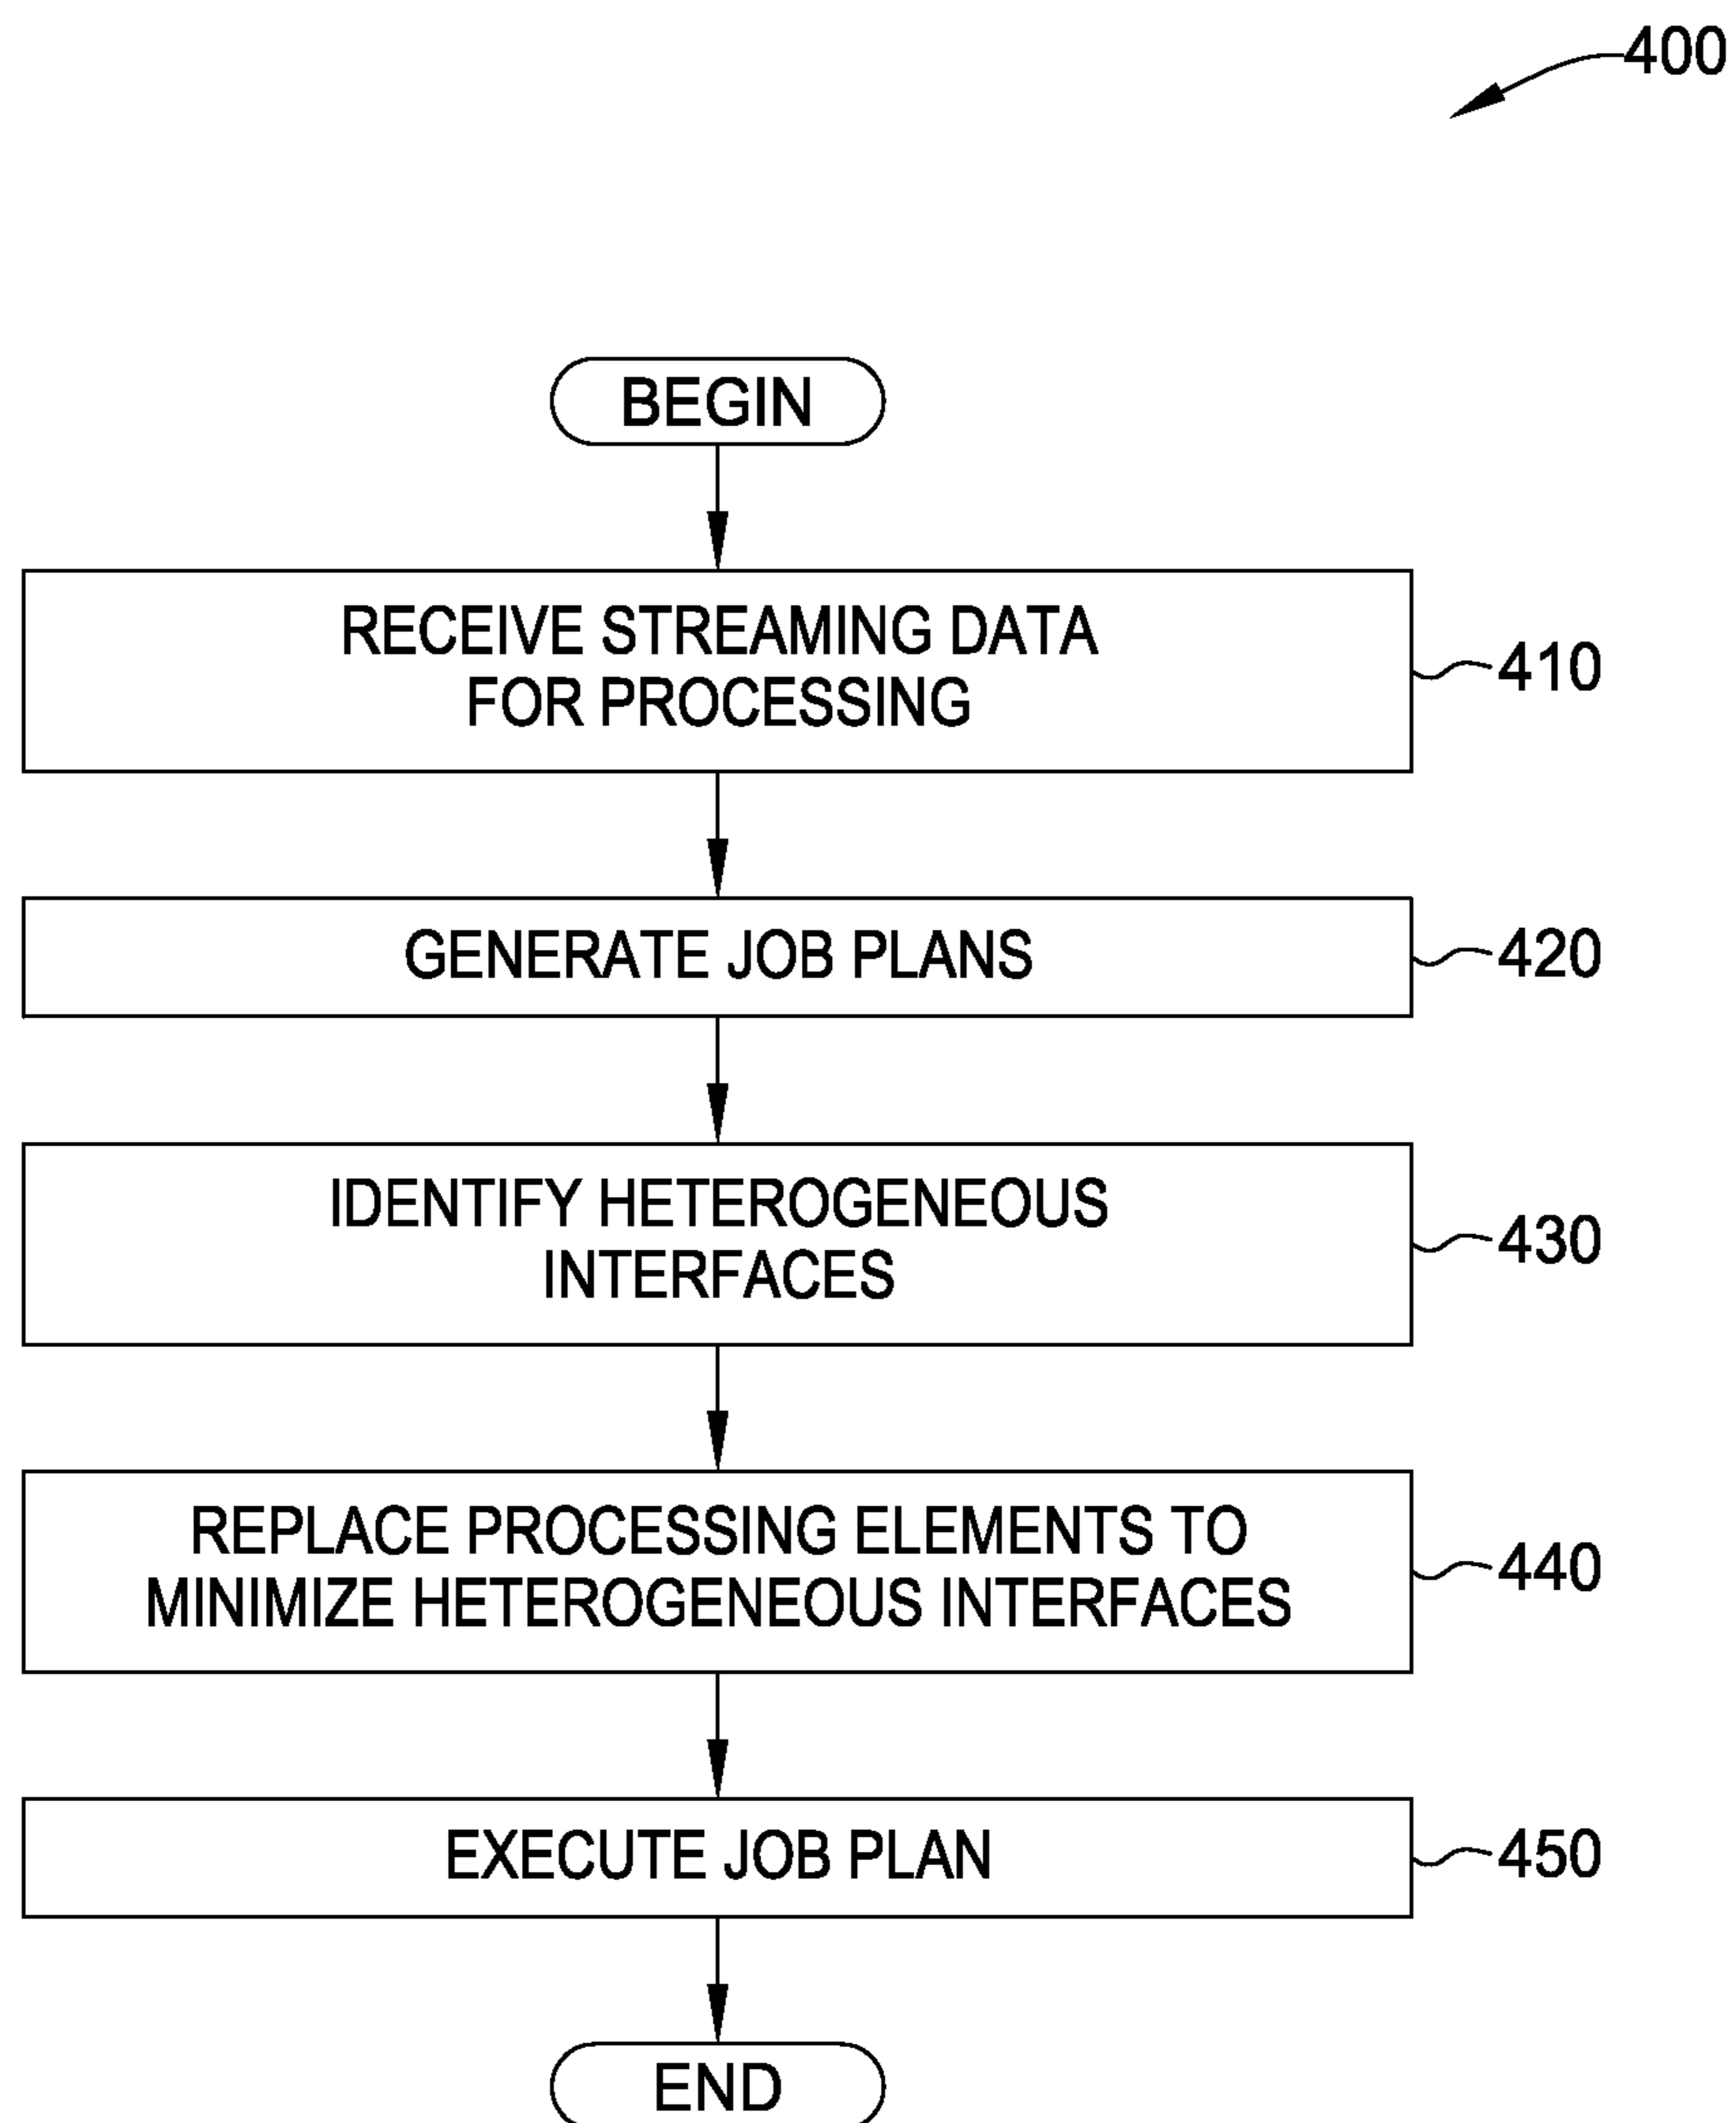 400
BEGIN
RECEIVE STREAMING DATA
FOR PROCESSING
410
GENERATE JOB PLANS
420
IDENTIFY HETEROGENEOUS
INTERFACES
430
REPLACE PROCESSING ELEMENTS TO
MINIMIZE HETEROGENEOUS INTERFACES
440
EXECUTE JOB PLAN
450
END